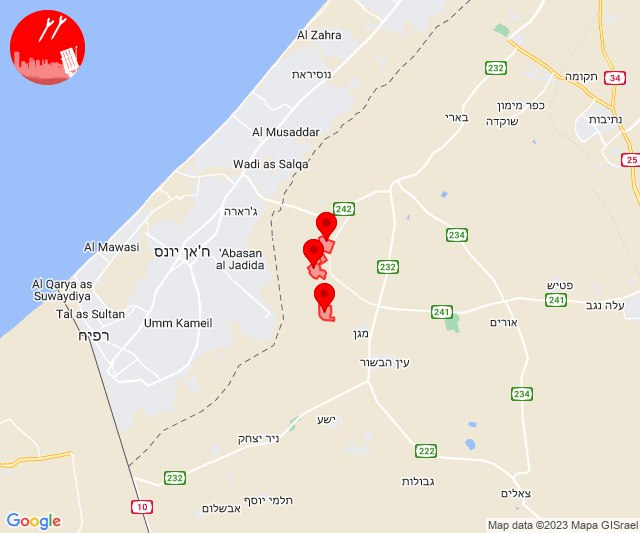 Al Zahra
נוסיראת
232
תקומה
34
כפר מימון
שוקדה
נתיבות
בארי
Al Musaddar
25
Wadi as Salqa
ג'רארה
242
234
Al Mawasi
ח'אן יונס
'Abasan
al Jadida
232
Al Qarya as
Suwaydiya
פטיש
241
עלה נגב
Tal as Sultan
Umm Kameil
241
אורים
רפיח
מגן
עין הבשור
234
ישע
ניר יצחק
222
232
גבולות
צאלים
10
אבשלום
תלמי יוסף
Google
Map data ©2023 Mapa GISrael